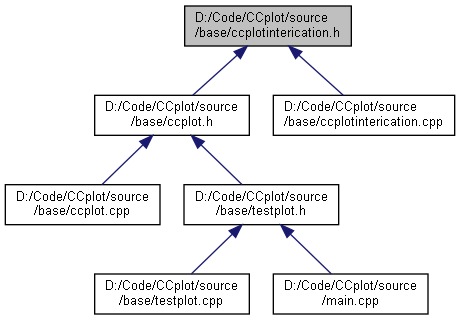 D:/Code/CCplot/source
/base/ccplotinterication.h
D:/Code/CCplot/source
/base/ccplot.h
D:/Code/CCplot/source
/base/ccplotinterication.cpp
D:/Code/CCplot/source
/base/ccplot.cpp
D:/Code/CCplot/source
/base/testplot.h
D:/Code/CCplot/source
/base/testplot.cpp
D:/Code/CCplot/source
/main.cpp